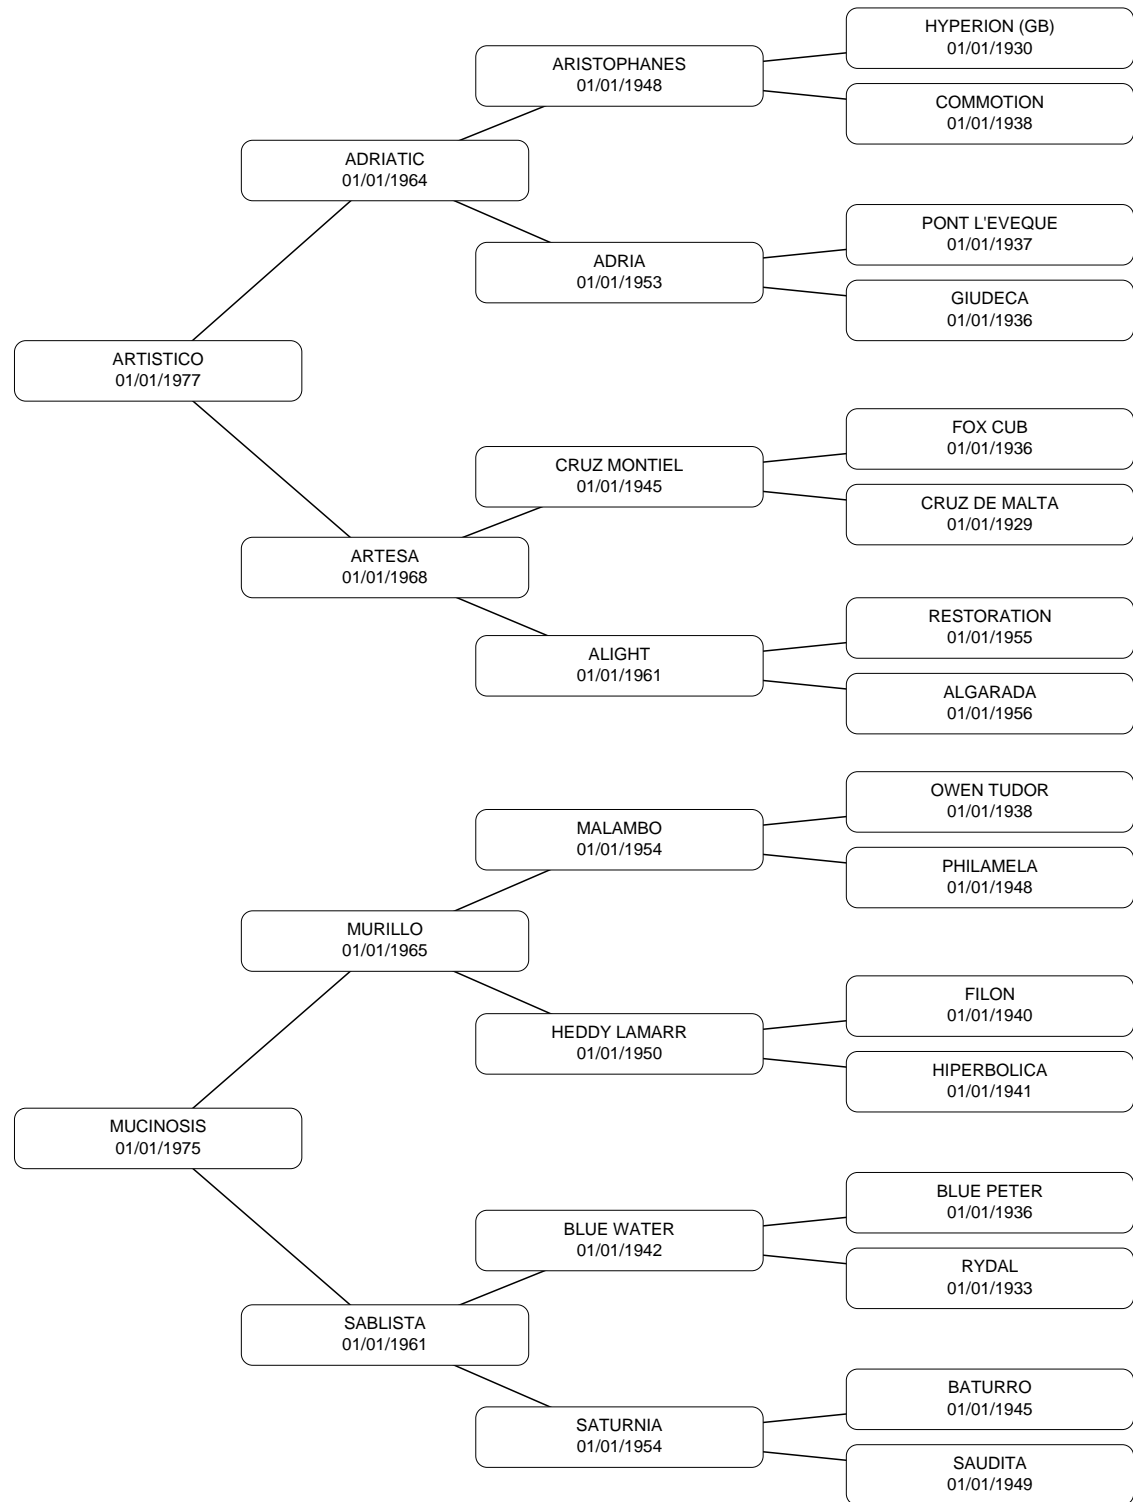 HYPERION (GB)
01/01/1930
ARISTOPHANES
01/01/1948
COMMOTION
01/01/1938
ADRIATIC
01/01/1964
PONT L'EVEQUE
01/01/1937
ADRIA
01/01/1953
GIUDECA
01/01/1936
ARTISTICO
01/01/1977
FOX CUB
01/01/1936
CRUZ MONTIEL
01/01/1945
CRUZ DE MALTA
01/01/1929
ARTESA
01/01/1968
RESTORATION
01/01/1955
ALIGHT
01/01/1961
ALGARADA
01/01/1956
OWEN TUDOR
01/01/1938
MALAMBO
01/01/1954
PHILAMELA
01/01/1948
MURILLO
01/01/1965
FILON
01/01/1940
HEDDY LAMARR
01/01/1950
HIPERBOLICA
01/01/1941
MUCINOSIS
01/01/1975
BLUE PETER
01/01/1936
BLUE WATER
01/01/1942
RYDAL
01/01/1933
SABLISTA
01/01/1961
BATURRO
01/01/1945
SATURNIA
01/01/1954
SAUDITA
01/01/1949